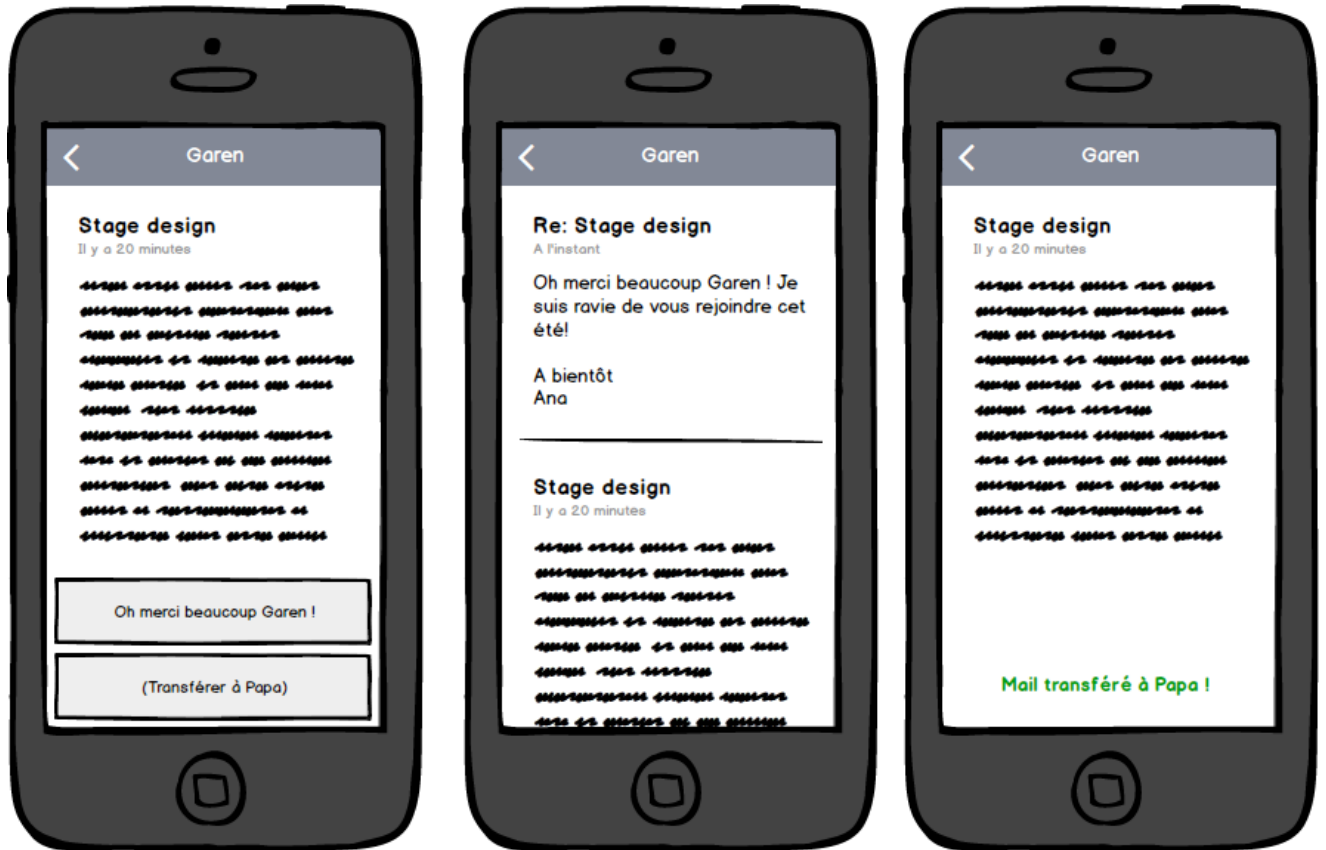 Garen
Stage design
Il y a 20 minutes
Oh merci beaucoup Garen !
(Transférer à Papa)
Garen
Re: Stage design
A l'instant
Oh merci beaucoup Garen ! Je
suis ravie de vous rejoindre cet
été!
A bientôt
Ana
Stage design
Il y a 20 minutes
Garen
Stage design
Il y a 20 minutes
Mail transféré à Papa !